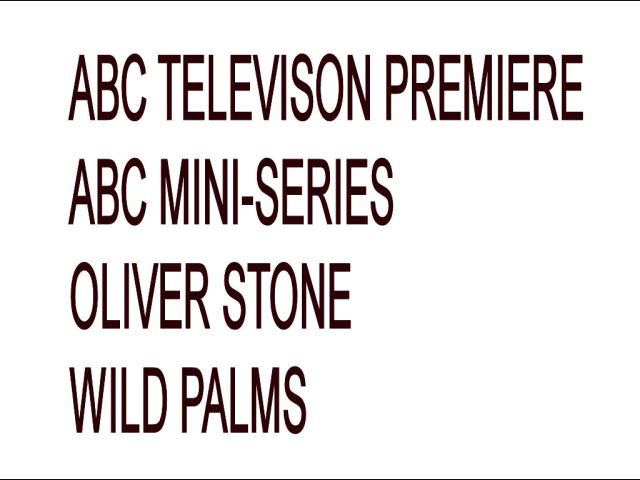 ABC TELEVISON PREMIERE
ABC MINI-SERIES
OLIVER STONE
WILD PALMS